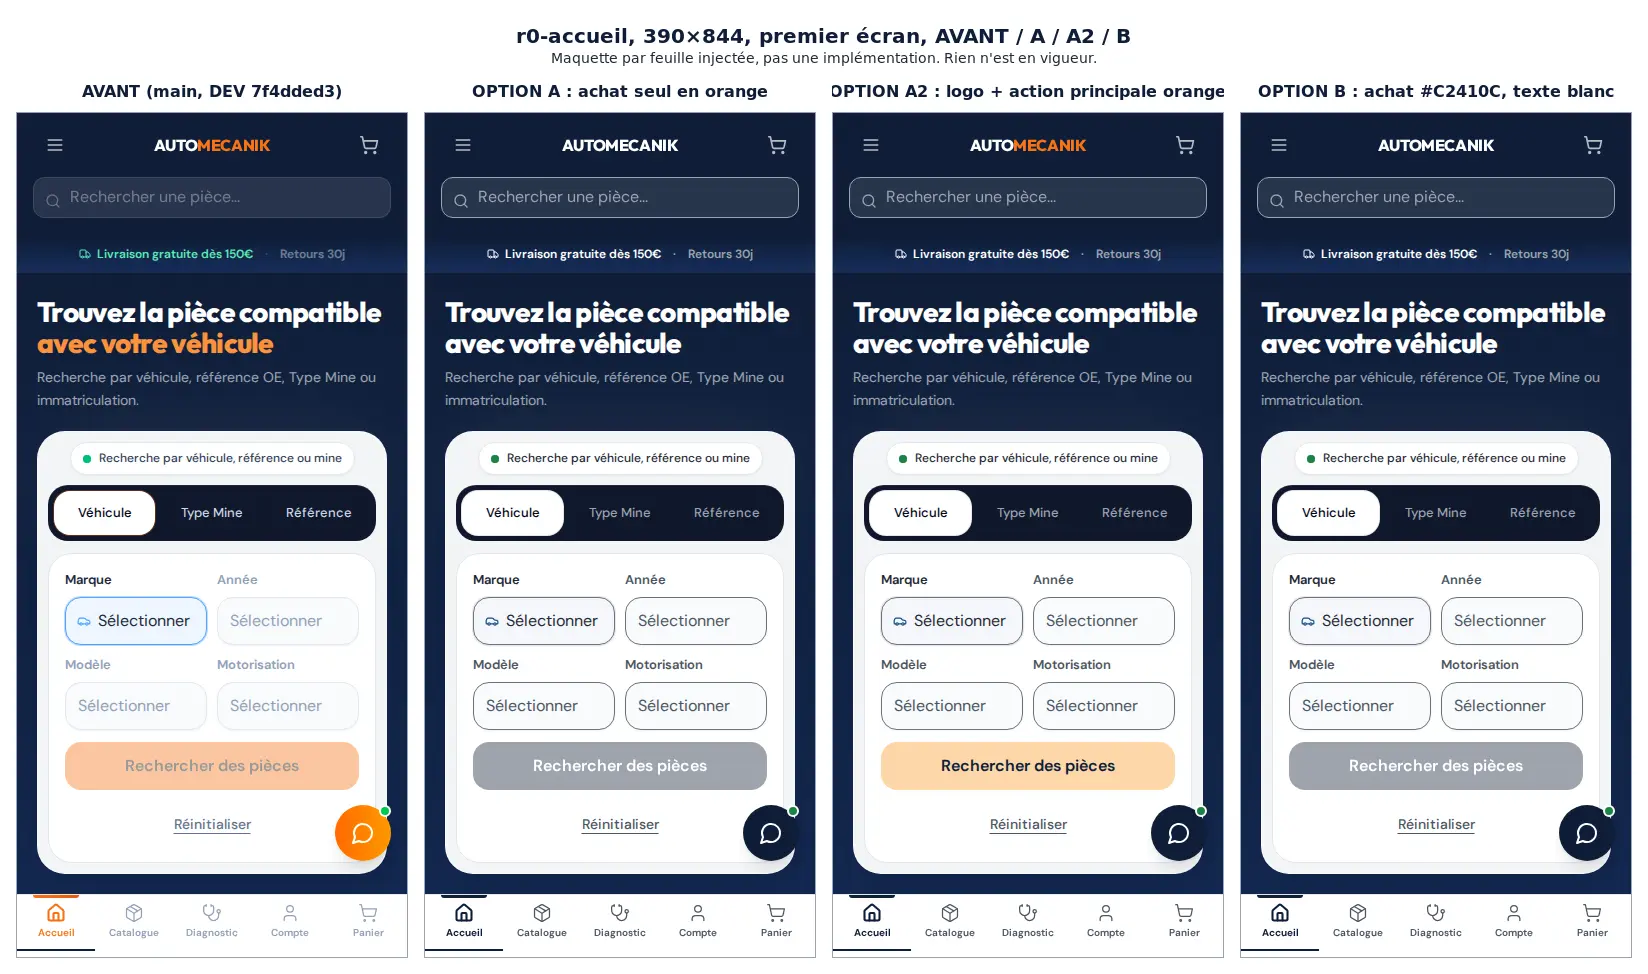 r0-accueil, 390×844, premier écran, AVANT / A / A2 / B
Maquette par feuille injectée, pas une implémentation. Rien n'est en vigueur.
AVANT (main, DEV 7f4dded3)
AUTOMECANIK
Rechercher une pièce...
Livraison gratuite dès 150€ · Retours 30j
Trouvez la pièce compatible
avec votre véhicule
Recherche par véhicule, référence OE, Type Mine ou
immatriculation.
Recherche par véhicule, référence ou mine
Véhicule Type Mine Référence
Marque Année
Sélectionner Sélectionner
Modèle Motorisation
Sélectionner Sélectionner
Rechercher des pièces
Réinitialiser
Accueil Catalogue Diagnostic Compte Panier
OPTION A : achat seul en orange
AUTOMECANIK
Rechercher une pièce...
Livraison gratuite dès 150€ · Retours 30j
Trouvez la pièce compatible
avec votre véhicule
Recherche par véhicule, référence OE, Type Mine ou
immatriculation.
Recherche par véhicule, référence ou mine
Véhicule Type Mine Référence
Marque Année
Sélectionner Sélectionner
Modèle Motorisation
Sélectionner Sélectionner
Rechercher des pièces
Réinitialiser
Accueil Catalogue Diagnostic Compte Panier
OPTION A2 : logo + action principale orange
AUTOMECANIK
Rechercher une pièce...
Livraison gratuite dès 150€ · Retours 30j
Trouvez la pièce compatible
avec votre véhicule
Recherche par véhicule, référence OE, Type Mine ou
immatriculation.
Recherche par véhicule, référence ou mine
Véhicule Type Mine Référence
Marque Année
Sélectionner Sélectionner
Modèle Motorisation
Sélectionner Sélectionner
Rechercher des pièces
Réinitialiser
Accueil Catalogue Diagnostic Compte Panier
OPTION B : achat #C2410C, texte blanc
AUTOMECANIK
Rechercher une pièce...
Livraison gratuite dès 150€ · Retours 30j
Trouvez la pièce compatible
avec votre véhicule
Recherche par véhicule, référence OE, Type Mine ou
immatriculation.
Recherche par véhicule, référence ou mine
Véhicule Type Mine Référence
Marque Année
Sélectionner Sélectionner
Modèle Motorisation
Sélectionner Sélectionner
Rechercher des pièces
Réinitialiser
Accueil Catalogue Diagnostic Compte Panier